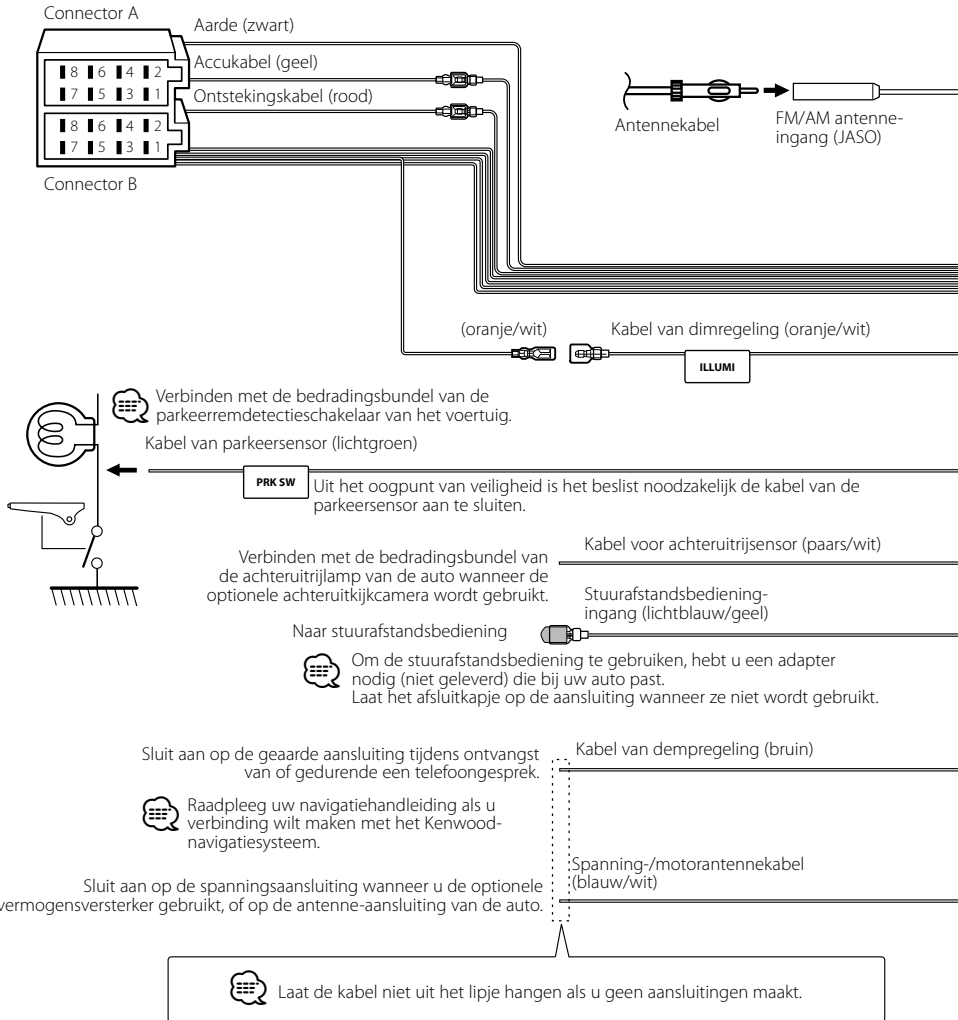 Connector A
Aarde (zwart)
Accukabel (geel)
8 6 4 2
7 5 3 1
Ontstekingskabel (rood)
8 6 4 2
7 5 3 1
Connector B
Antennekabel
FM/AM antenne-
ingang (JASO)
(oranje/wit)
Kabel van dimregeling (oranje/wit)
ILLUMI
Verbinden met de bedradingsbundel van de
parkeerremdetectieschakelaar van het voertuig.
Kabel van parkeersensor (lichtgroen)
PRK SW
Uit het oogpunt van veiligheid is het beslist noodzakelijk de kabel van de
parkeersensor aan te sluiten.
Verbinden met de bedradingsbundel van
de achteruitrijlamp van de auto wanneer de
optionele achteruitkijkcamera wordt gebruikt.
Kabel voor achteruitrijsensor (paars/wit)
Stuurafstandsbediening-
ingang (lichtblauw/geel)
Naar stuurafstandsbediening
Om de stuurafstandsbediening te gebruiken, hebt u een adapter
nodig (niet geleverd) die bij uw auto past.
Laat het afsluitkapje op de aansluiting wanneer ze niet wordt gebruikt.
Sluit aan op de geaarde aansluiting tijdens ontvangst
van of gedurende een telefoongesprek.
Kabel van dempregeling (bruin)
Raadpleeg uw navigatiehandleiding als u
verbinding wilt maken met het Kenwood-
navigatiesysteem.
Spanning-/motorantennekabel
(blauw/wit)
Sluit aan op de spanningsaansluiting wanneer u de optionele
vermogensversterker gebruikt, of op de antenne-aansluiting van de auto.
Laat de kabel niet uit het lipje hangen als u geen aansluitingen maakt.